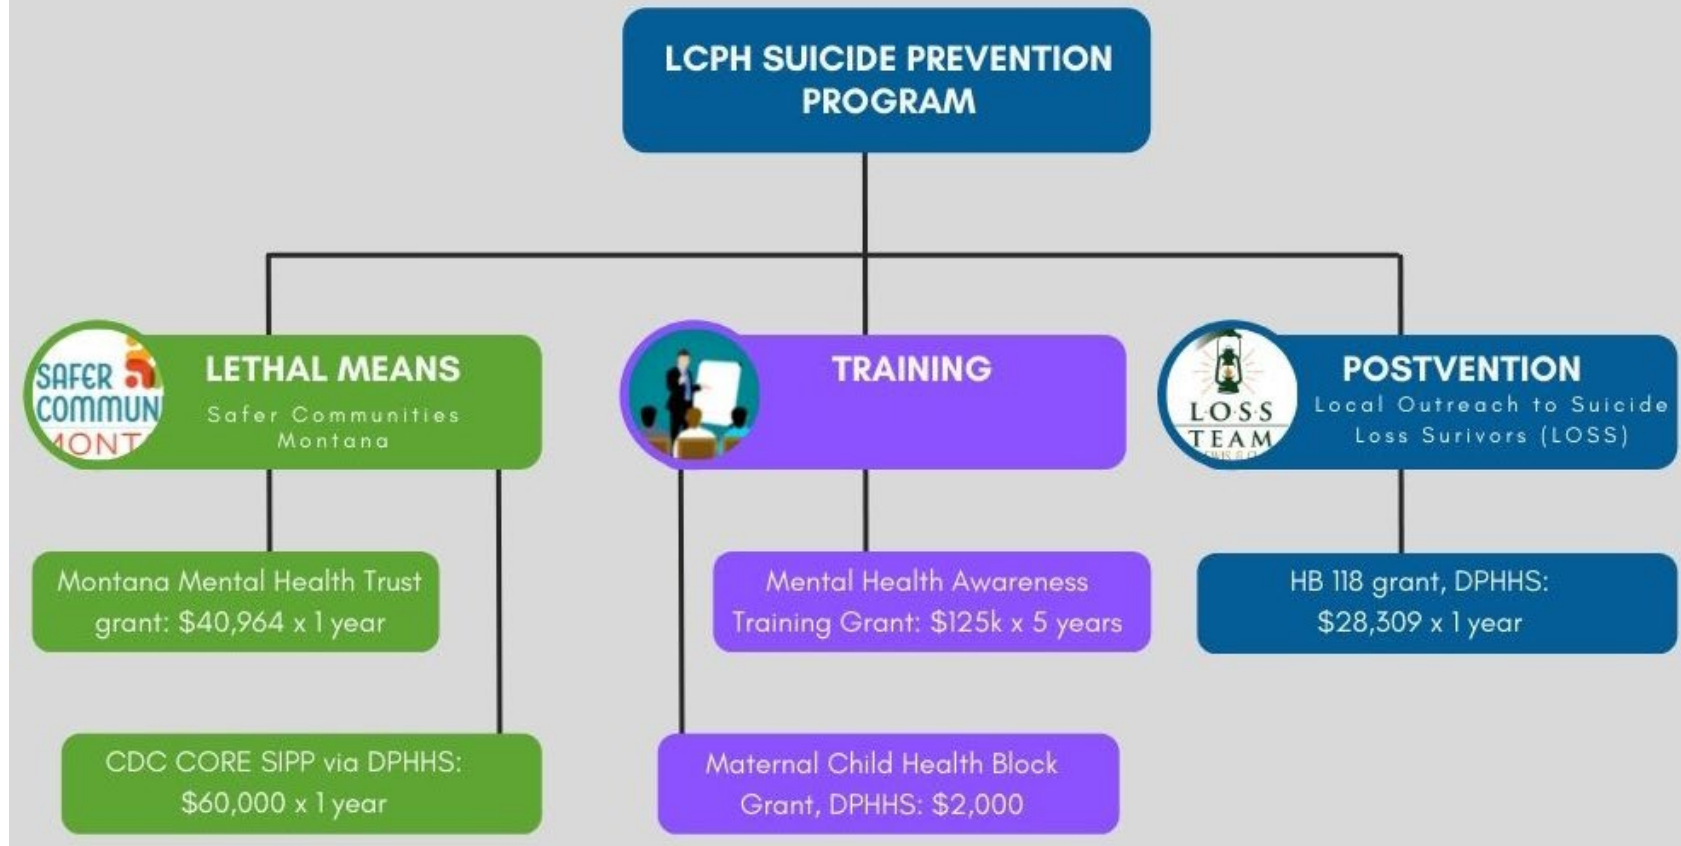 LCPH SUICIDE PREVENTION
PROGRAM
SAFER
COMMUN
MONT
LETHAL MEANS
Safer Communities
Montana
TRAINING
L·O·S·S
TEAM
POSTVENTION
Local Outreach to Suicide
Loss Surivors (LOSS)
Montana Mental Health Trust
grant: $40,964 x 1 year
Mental Health Awareness
Training Grant: $125k x 5 years
HB 118 grant, DPHHS:
$28,309 x 1 year
CDC CORE SIPP via DPHHS:
$60,000 x 1 year
Maternal Child Health Block
Grant, DPHHS: $2,000